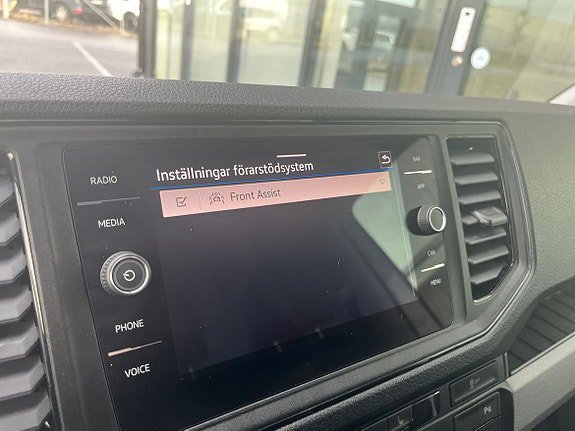 Inställningar förarstödsystem
Front Assist
RADIO
MEDIA
PHONE
VOICE
NAV
APP
CAR
MENU